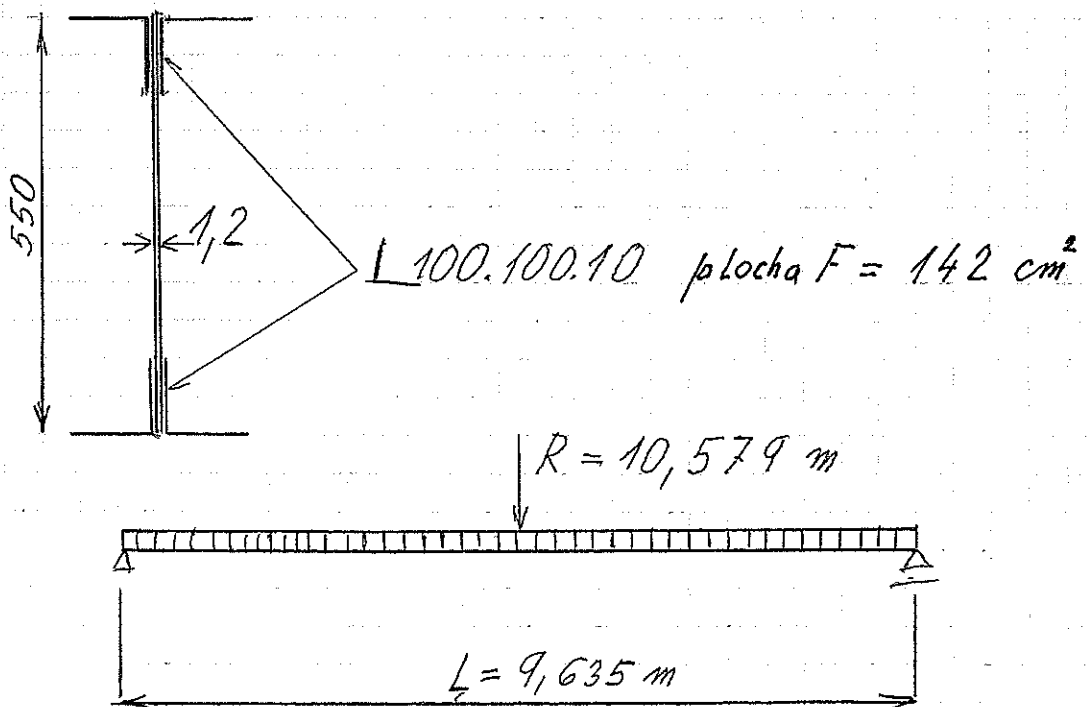 550
1,2
L 100.100.10 plocha F = 142 cm²
R = 10,579 m
L = 9,635 m